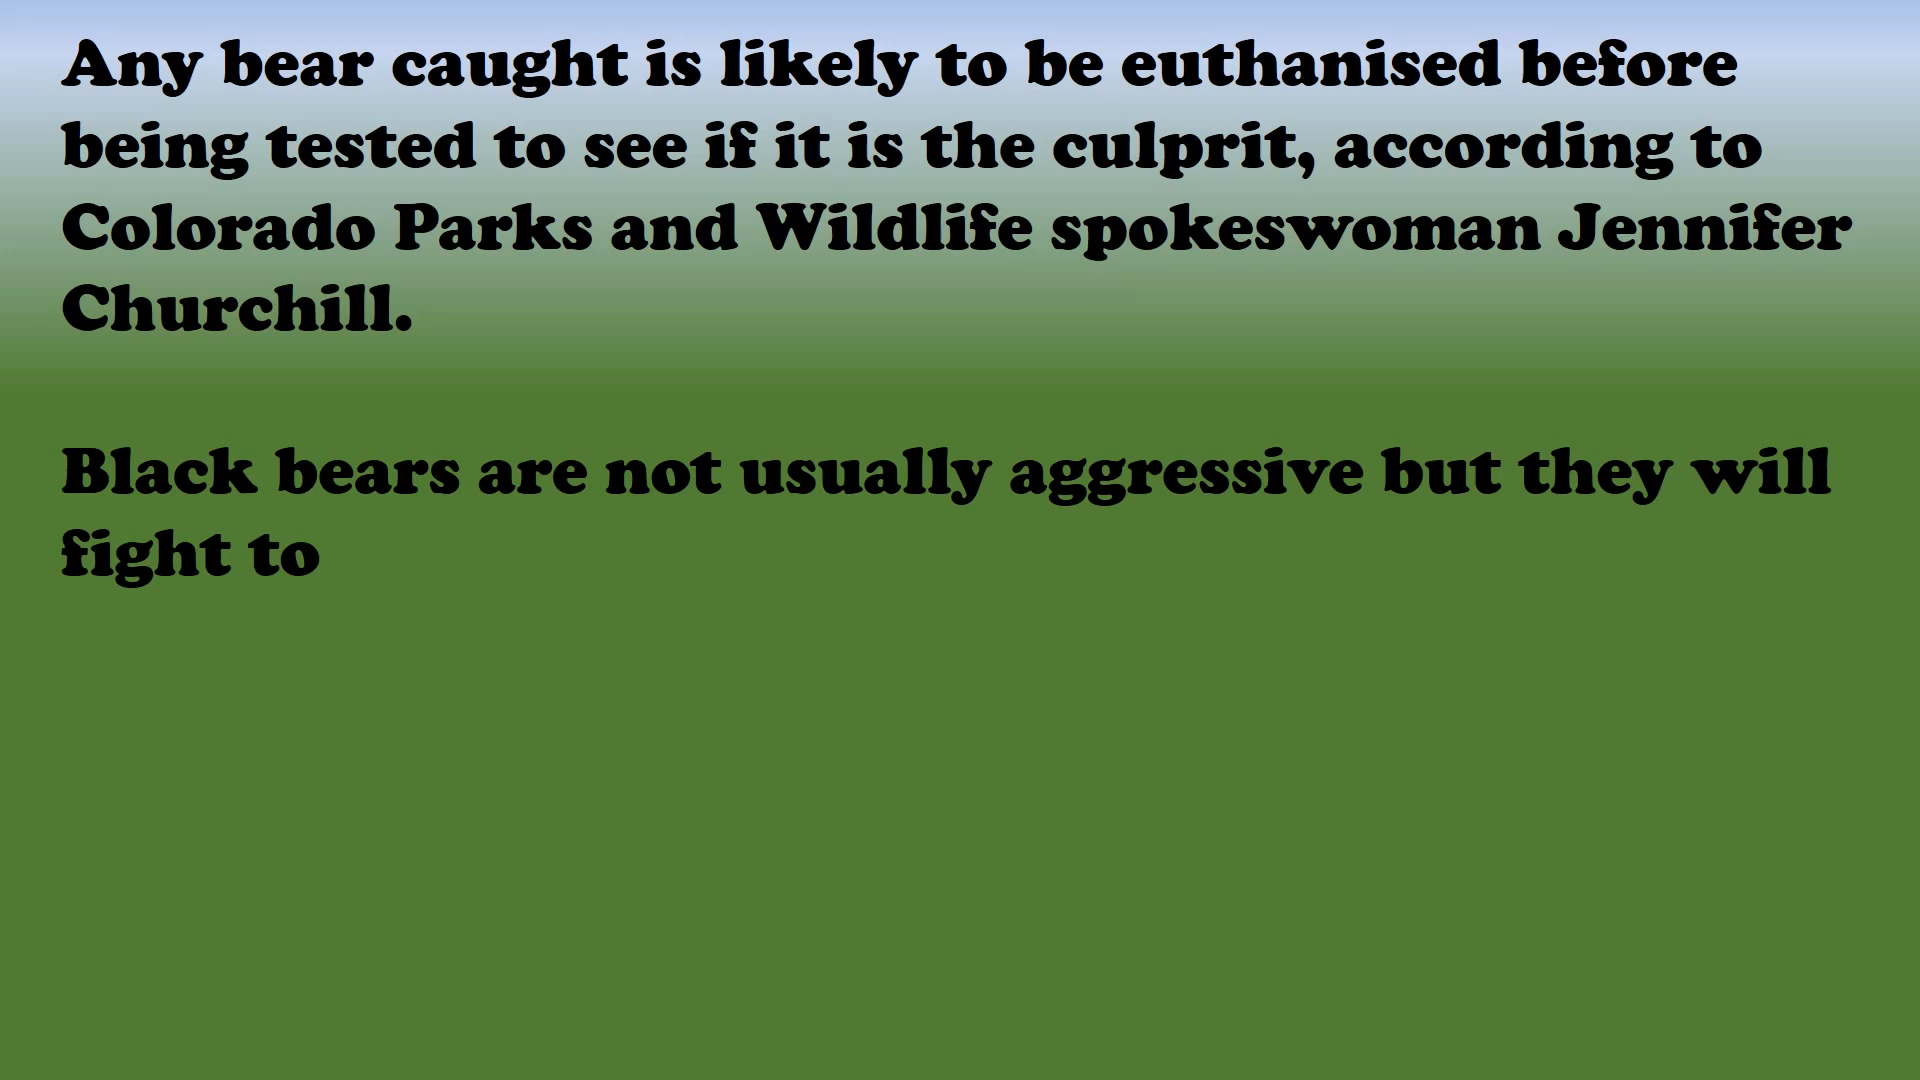 Any bear caught is likely to be euthanised before
being tested to see if it is the culprit, according to
Colorado Parks and Wildlife spokeswoman Jennifer
Churchill.
Black bears are not usually aggressive but they will
fight to